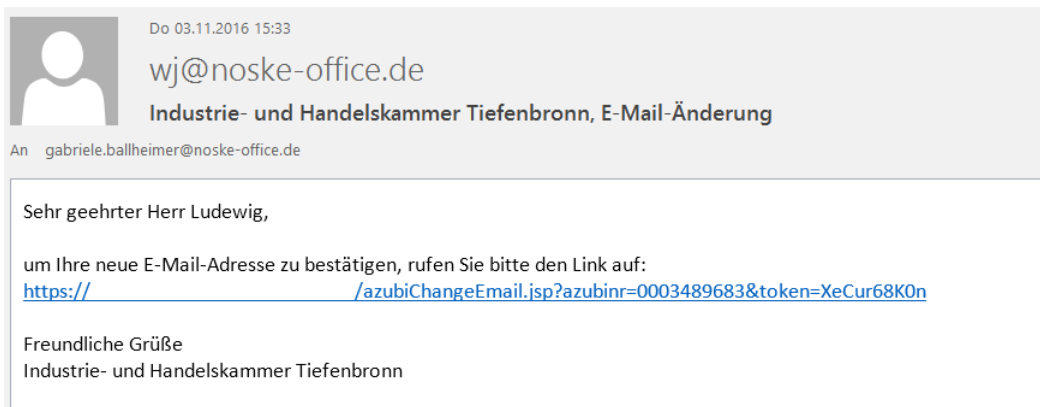 Do 03.11.2016 15:33
wj@noske-office.de
Industrie- und Handelskammer Tiefenbronn, E-Mail-Änderung
An gabriele.ballheimer@noske-office.de
Sehr geehrter Herr Ludewig,
um Ihre neue E-Mail-Adresse zu bestätigen, rufen Sie bitte den Link auf:
https:// /azubiChangeEmail.jsp?azubinr=0003489683&token=XeCur68K0n
Freundliche Grüße
Industrie- und Handelskammer Tiefenbronn